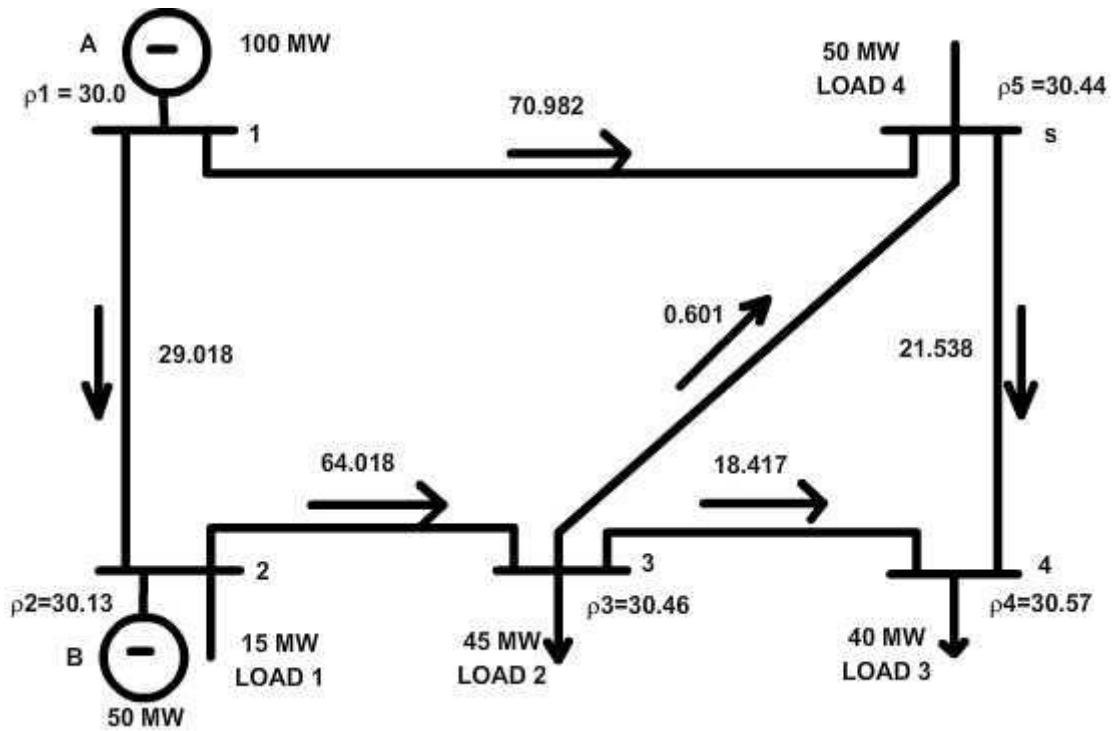 A
100 MW
ρ1 = 30.0
1
70.982
50 MW
LOAD 4
ρ5 =30.44
s
29.018
0.601
21.538
64.018
18.417
2
ρ2=30.13
B
50 MW
15 MW
LOAD 1
3
ρ3=30.46
45 MW
LOAD 2
4
ρ4=30.57
40 MW
LOAD 3